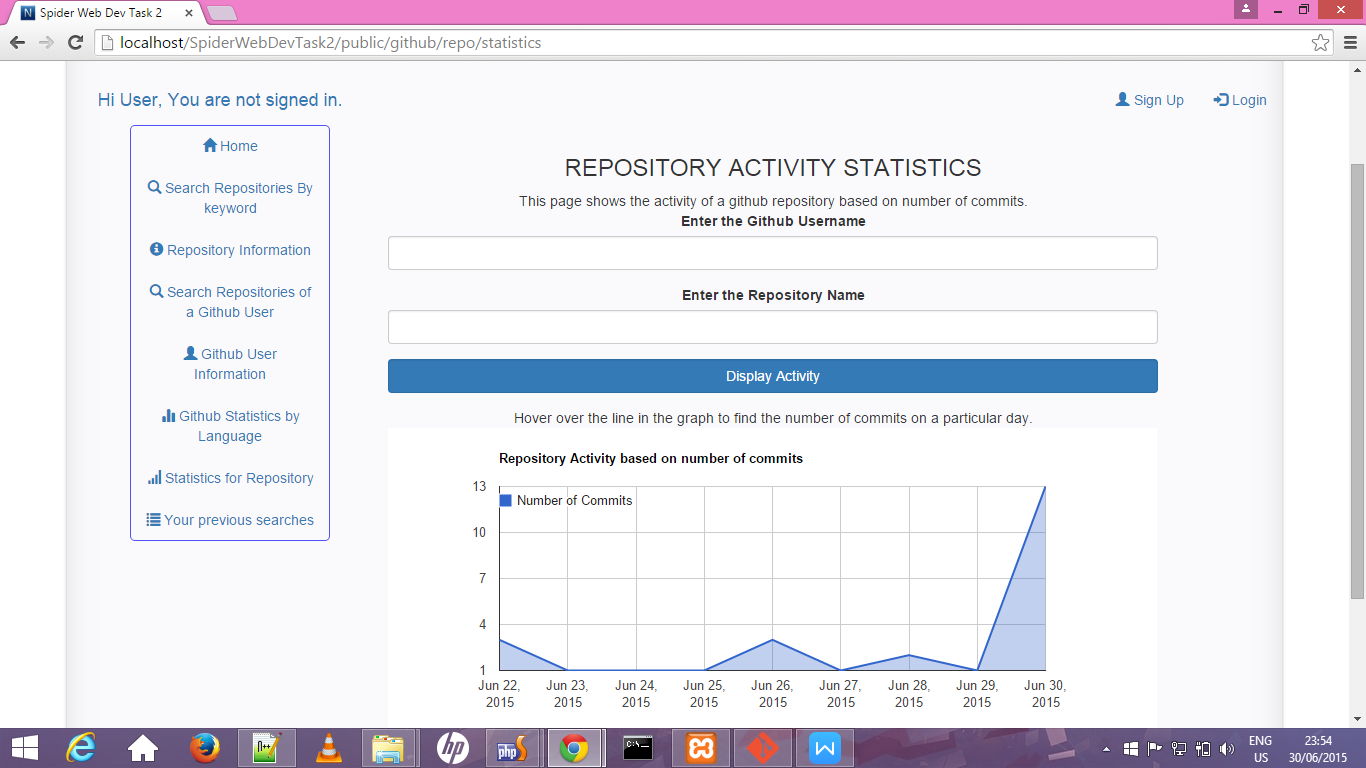 Spider Web Dev Task 2
localhost/SpiderWebDevTask2/public/github/repo/statistics
Hi User, You are not signed in.
Sign Up
Login
Home
Search Repositories By
keyword
Repository Information
Search Repositories of
a Github User
Github User
Information
Github Statistics by
Language
Statistics for Repository
Your previous searches
REPOSITORY ACTIVITY STATISTICS
This page shows the activity of a github repository based on number of commits.
Enter the Github Username
Enter the Repository Name
Display Activity
Hover over the line in the graph to find the number of commits on a particular day.
Repository Activity based on number of commits
Number of Commits
13
10
7
4
1
Jun 22, 2015
Jun 23, 2015
Jun 24, 2015
Jun 25, 2015
Jun 26, 2015
Jun 27, 2015
Jun 28, 2015
Jun 29, 2015
Jun 30, 2015
hp
php
C:\._
ENG
US
23:54
30/06/2015